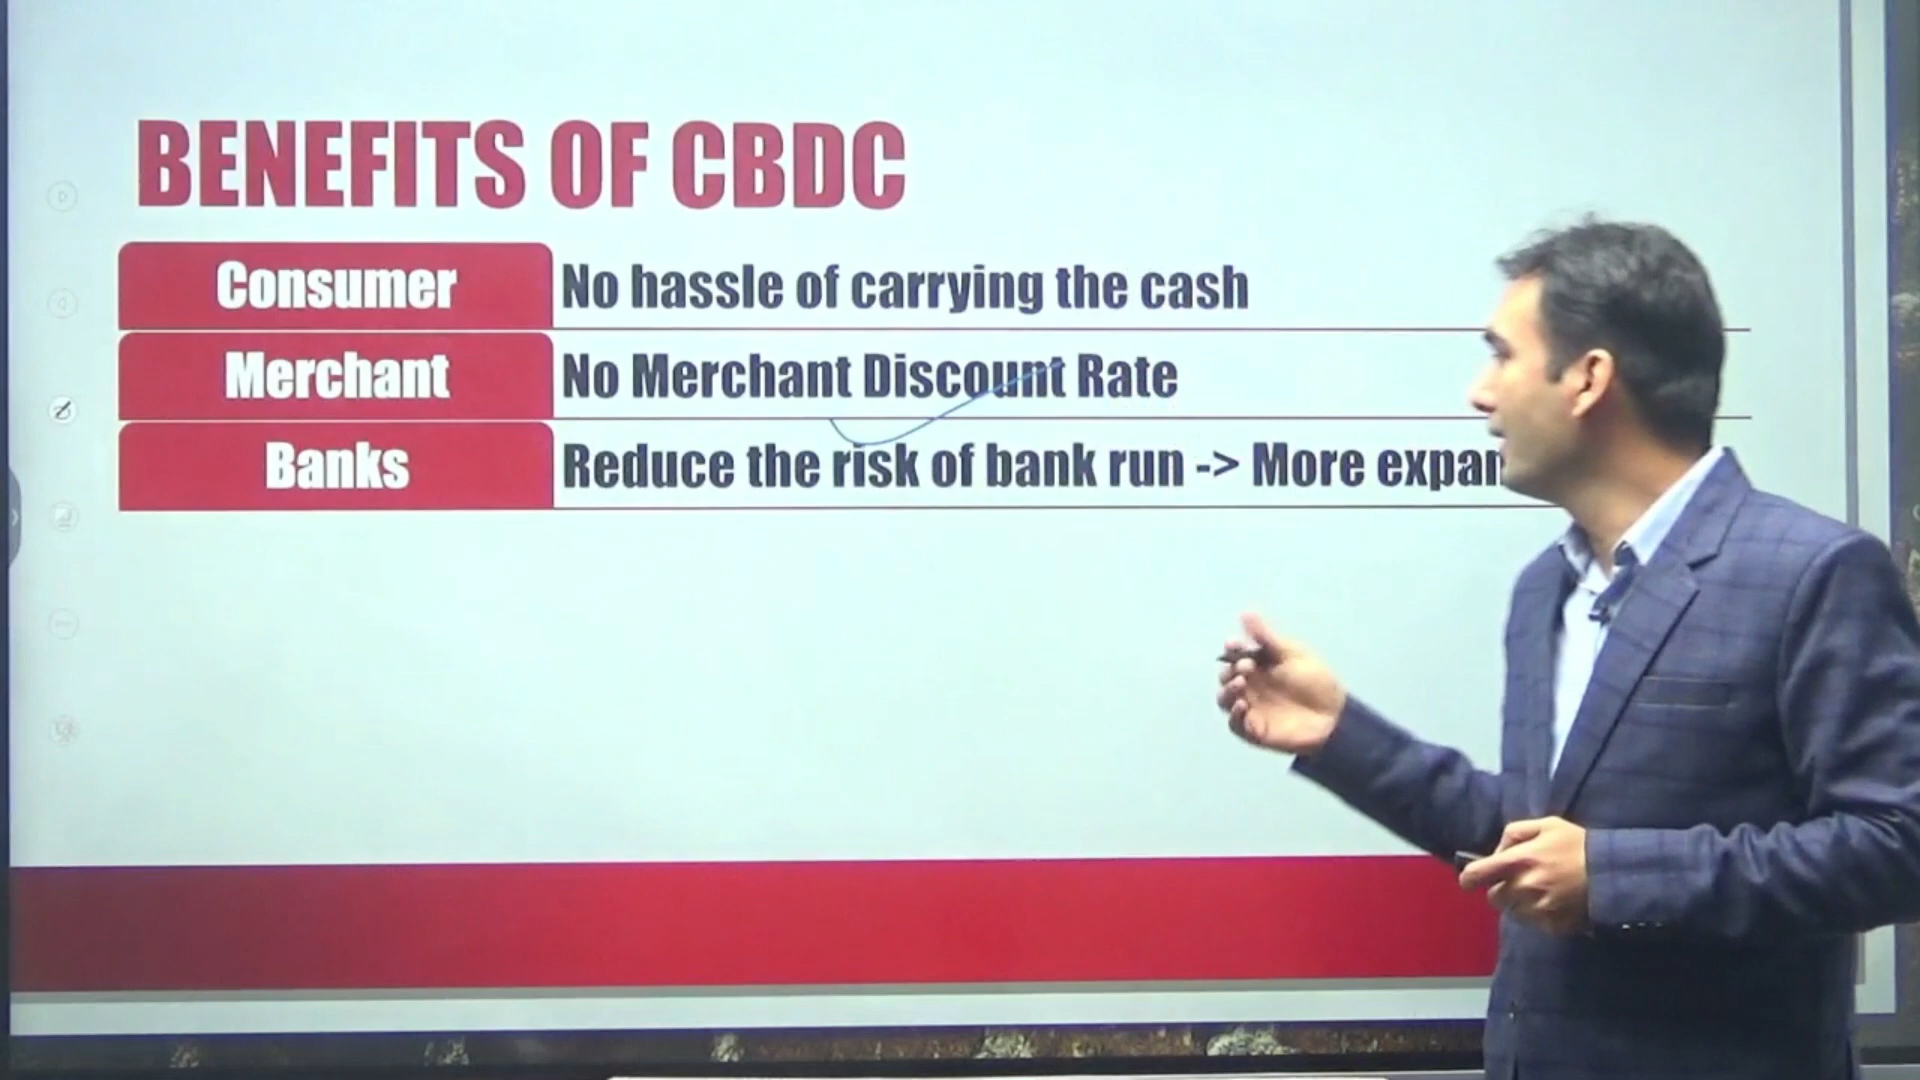 BENEFITS OF CBDC
Consumer No hassle of carrying the cash
Merchant No Merchant Discount Rate
Banks Reduce the risk of bank run -> More